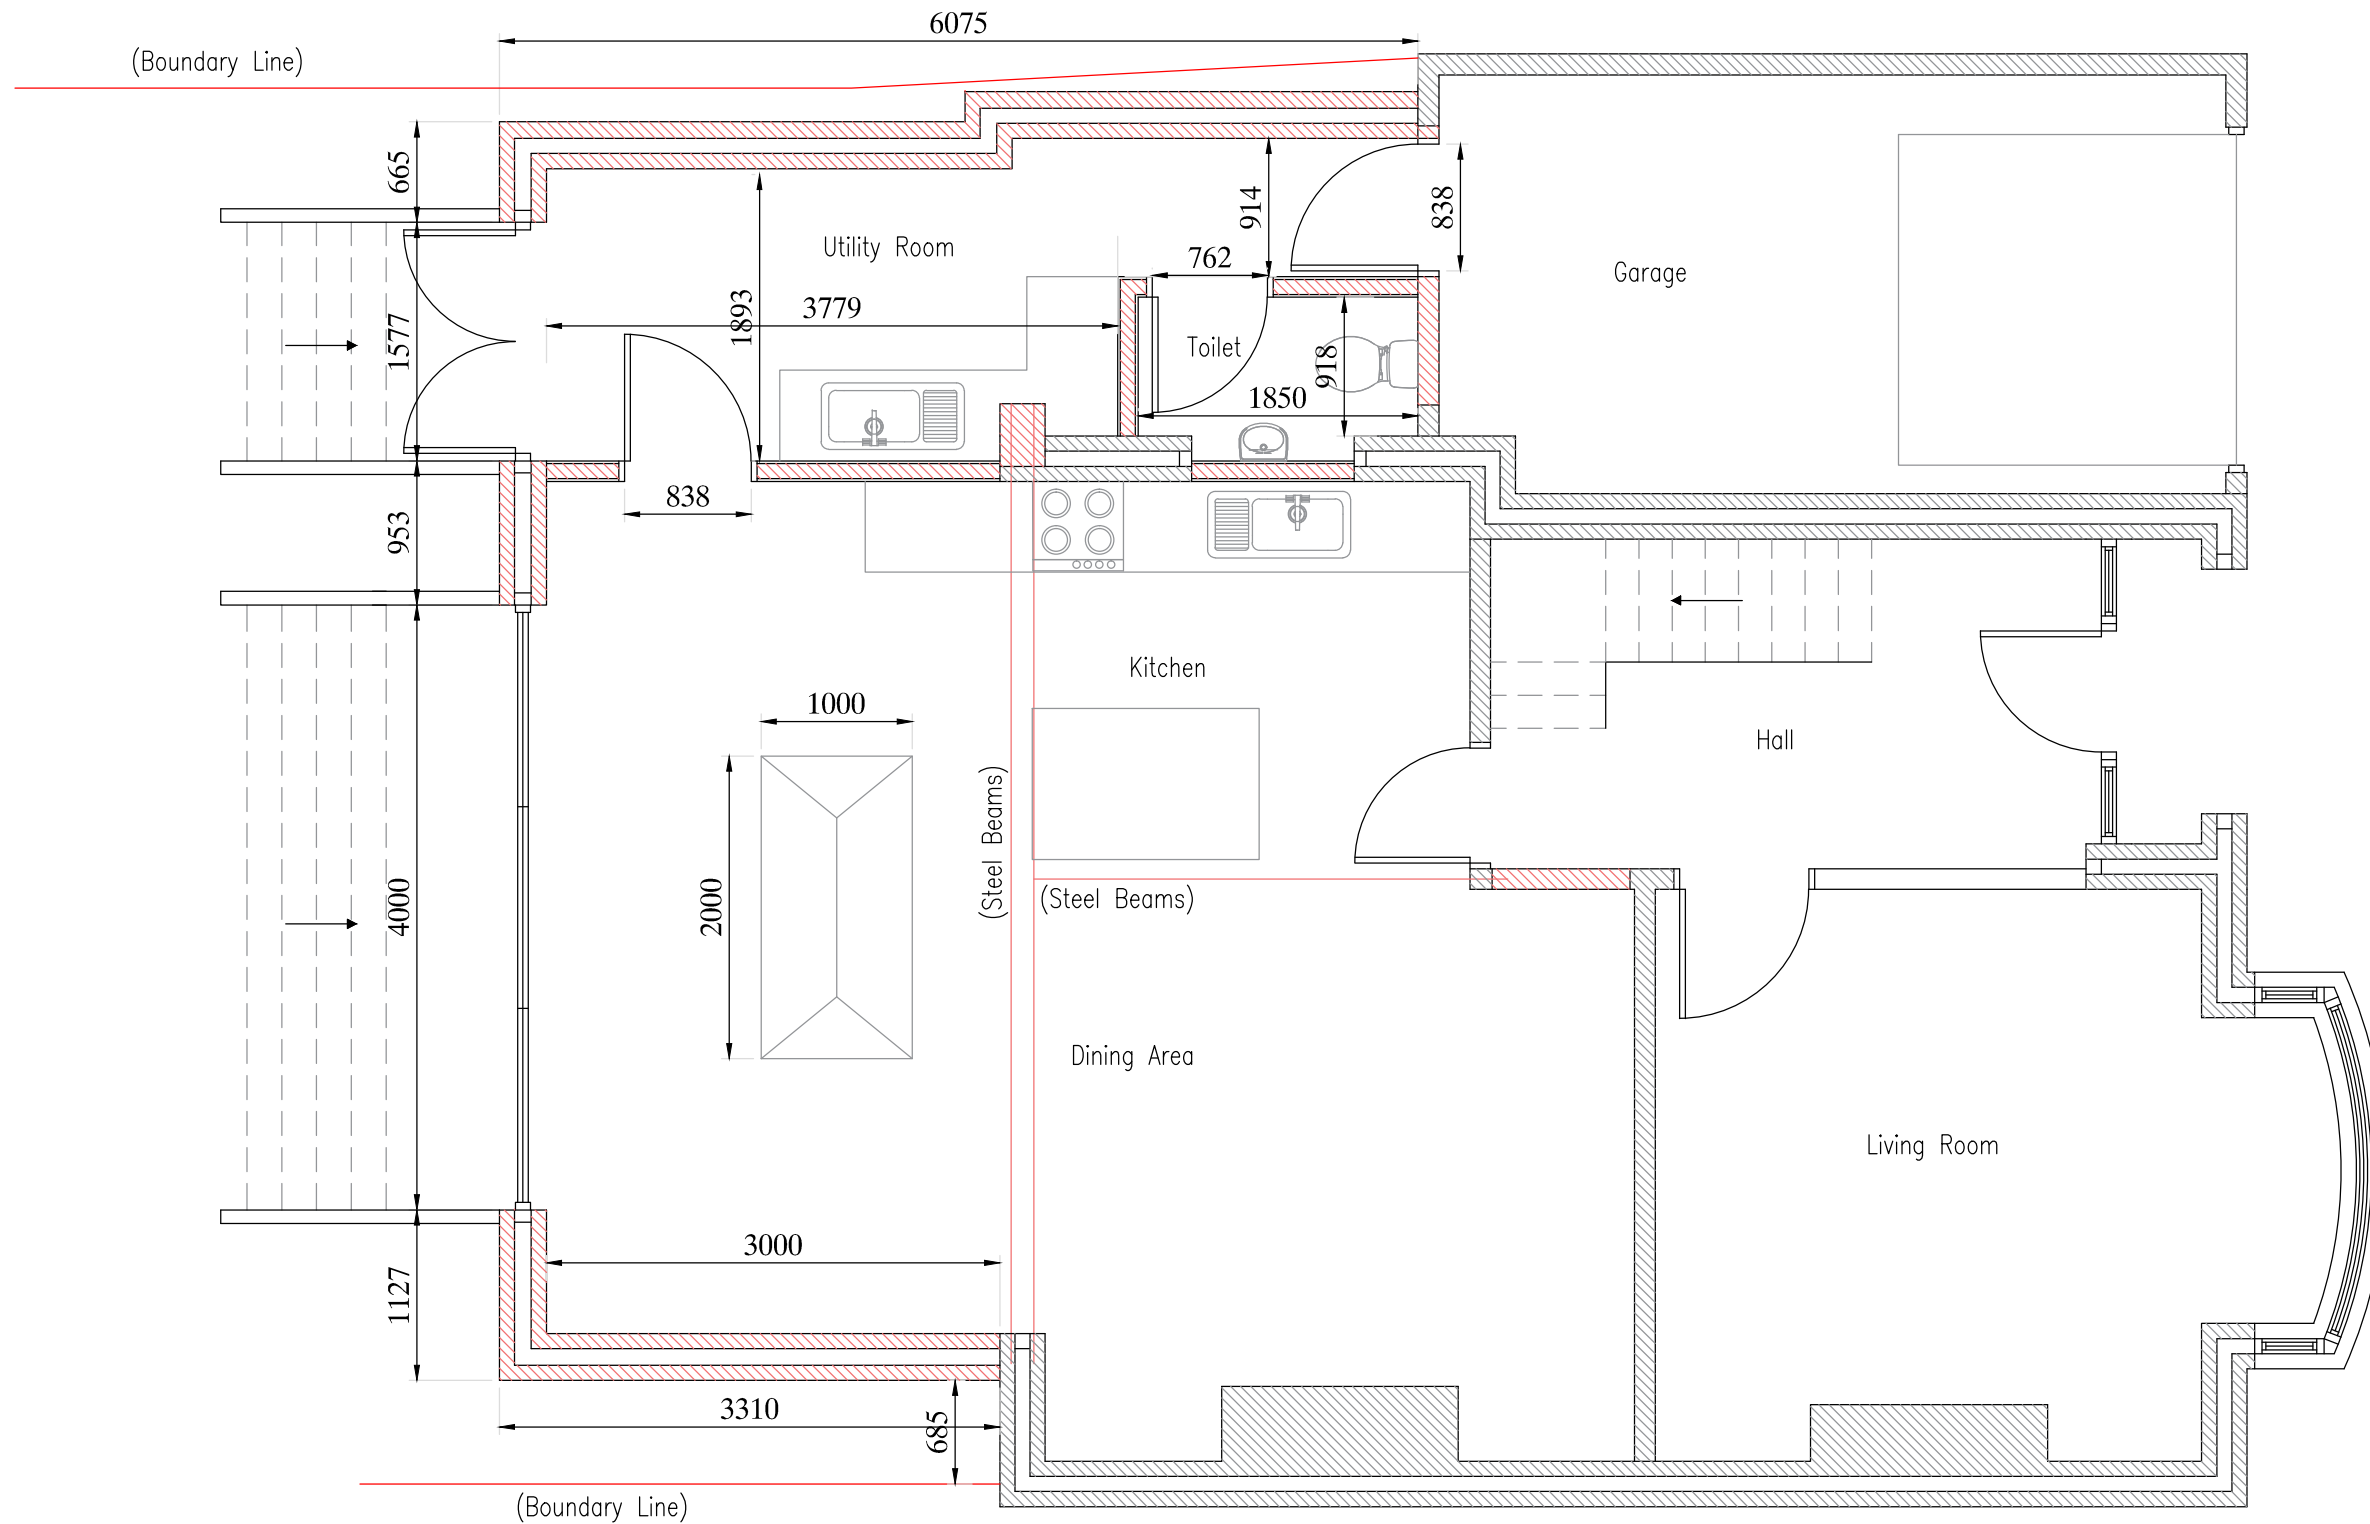 6075
(Boundary Line)
665
914
838
Utility Room
762
Garage
3779
1893
1577
Toilet
918
1850
838
953
Kitchen
1000
Hall
(Steel Beams)
(Steel Beams)
2000
4000
Dining Area
Living Room
3000
1127
3310
685
(Boundary Line)